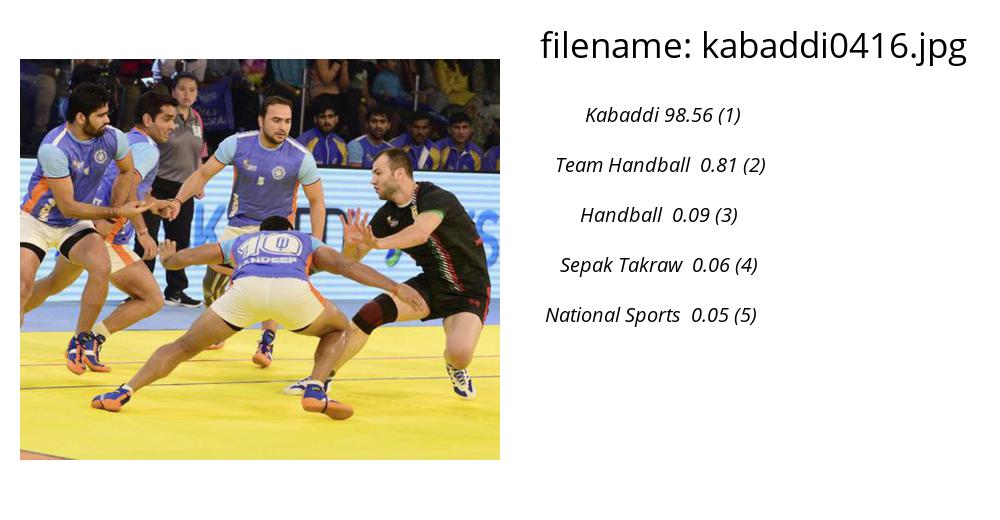 filename: kabaddi0416.jpg
Kabaddi 98.56 (1)
Team Handball 0.81 (2)
Handball 0.09 (3)
Sepak Takraw 0.06 (4)
National Sports 0.05 (5)
5
10